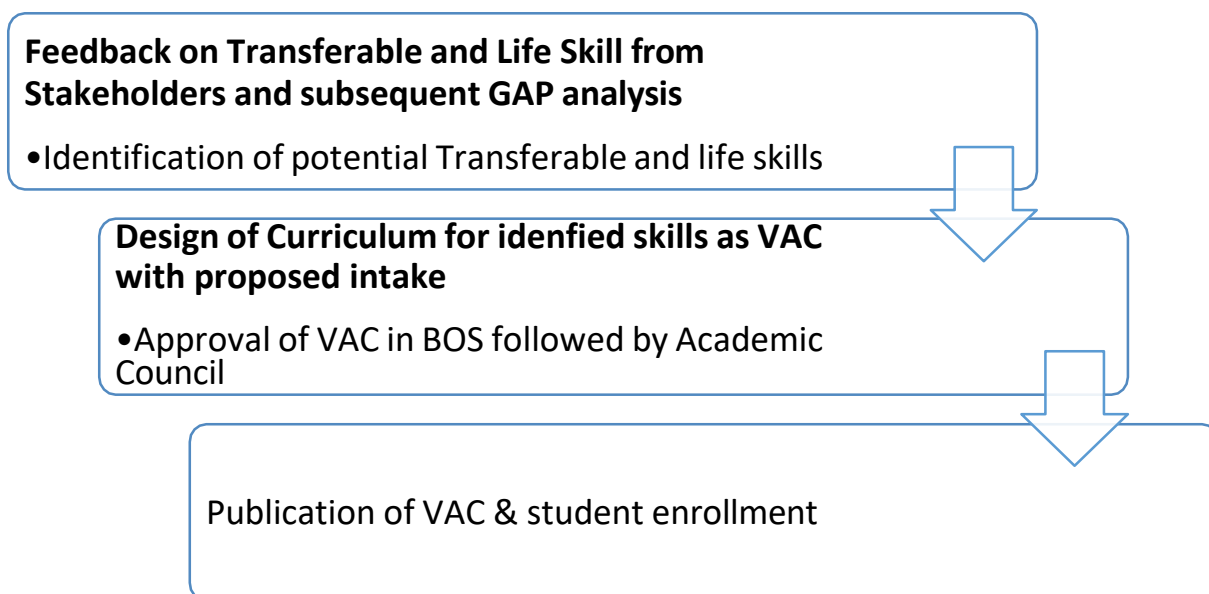 Feedback on Transferable and Life Skill from
Stakeholders and subsequent GAP analysis
•Identification of potential Transferable and life skills
Design of Curriculum for idenfied skills as VAC
with proposed intake
•Approval of VAC in BOS followed by Academic
Council
Publication of VAC & student enrollment